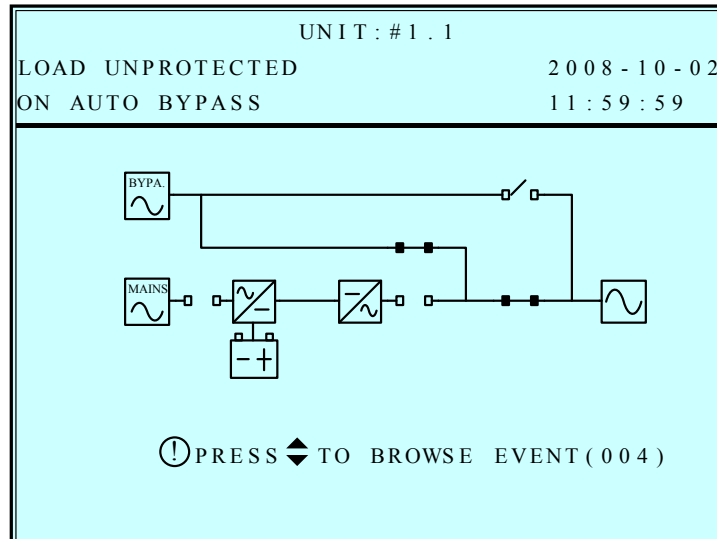 UNIT:#1.1
LOAD UNPROTECTED 2008-10-02
ON AUTO BYPASS 11:59:59
BYPA.
MAINS
PRESS TO BROWSE EVENT(004)